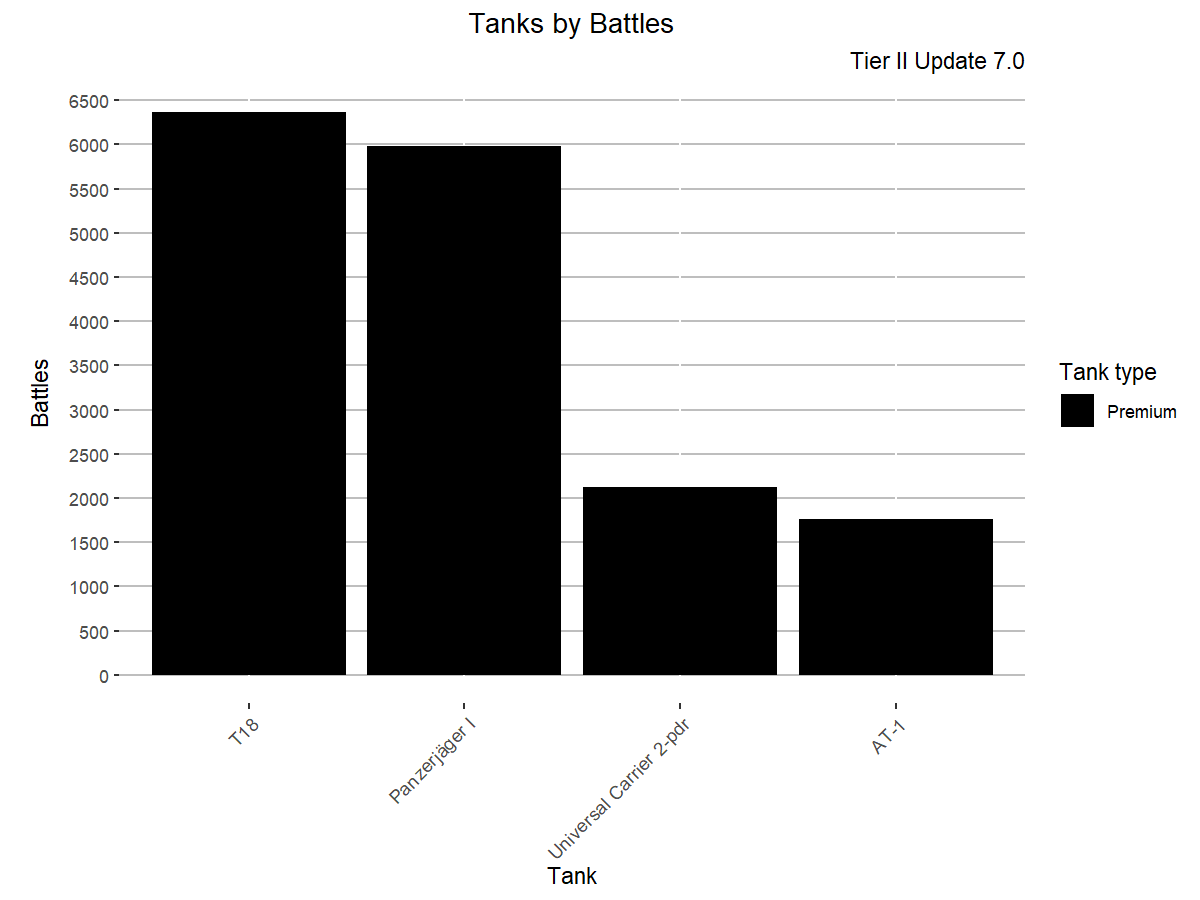 Tanks by Battles
Tier II Update 7.0
6500
6000
5500
5000
4500
4000
3500
3000
2500
2000
1500
1000
500
0
Battles
T18
Panzerjäger I
Universal Carrier 2-pdr
AT-1
Tank
Tank type
Premium